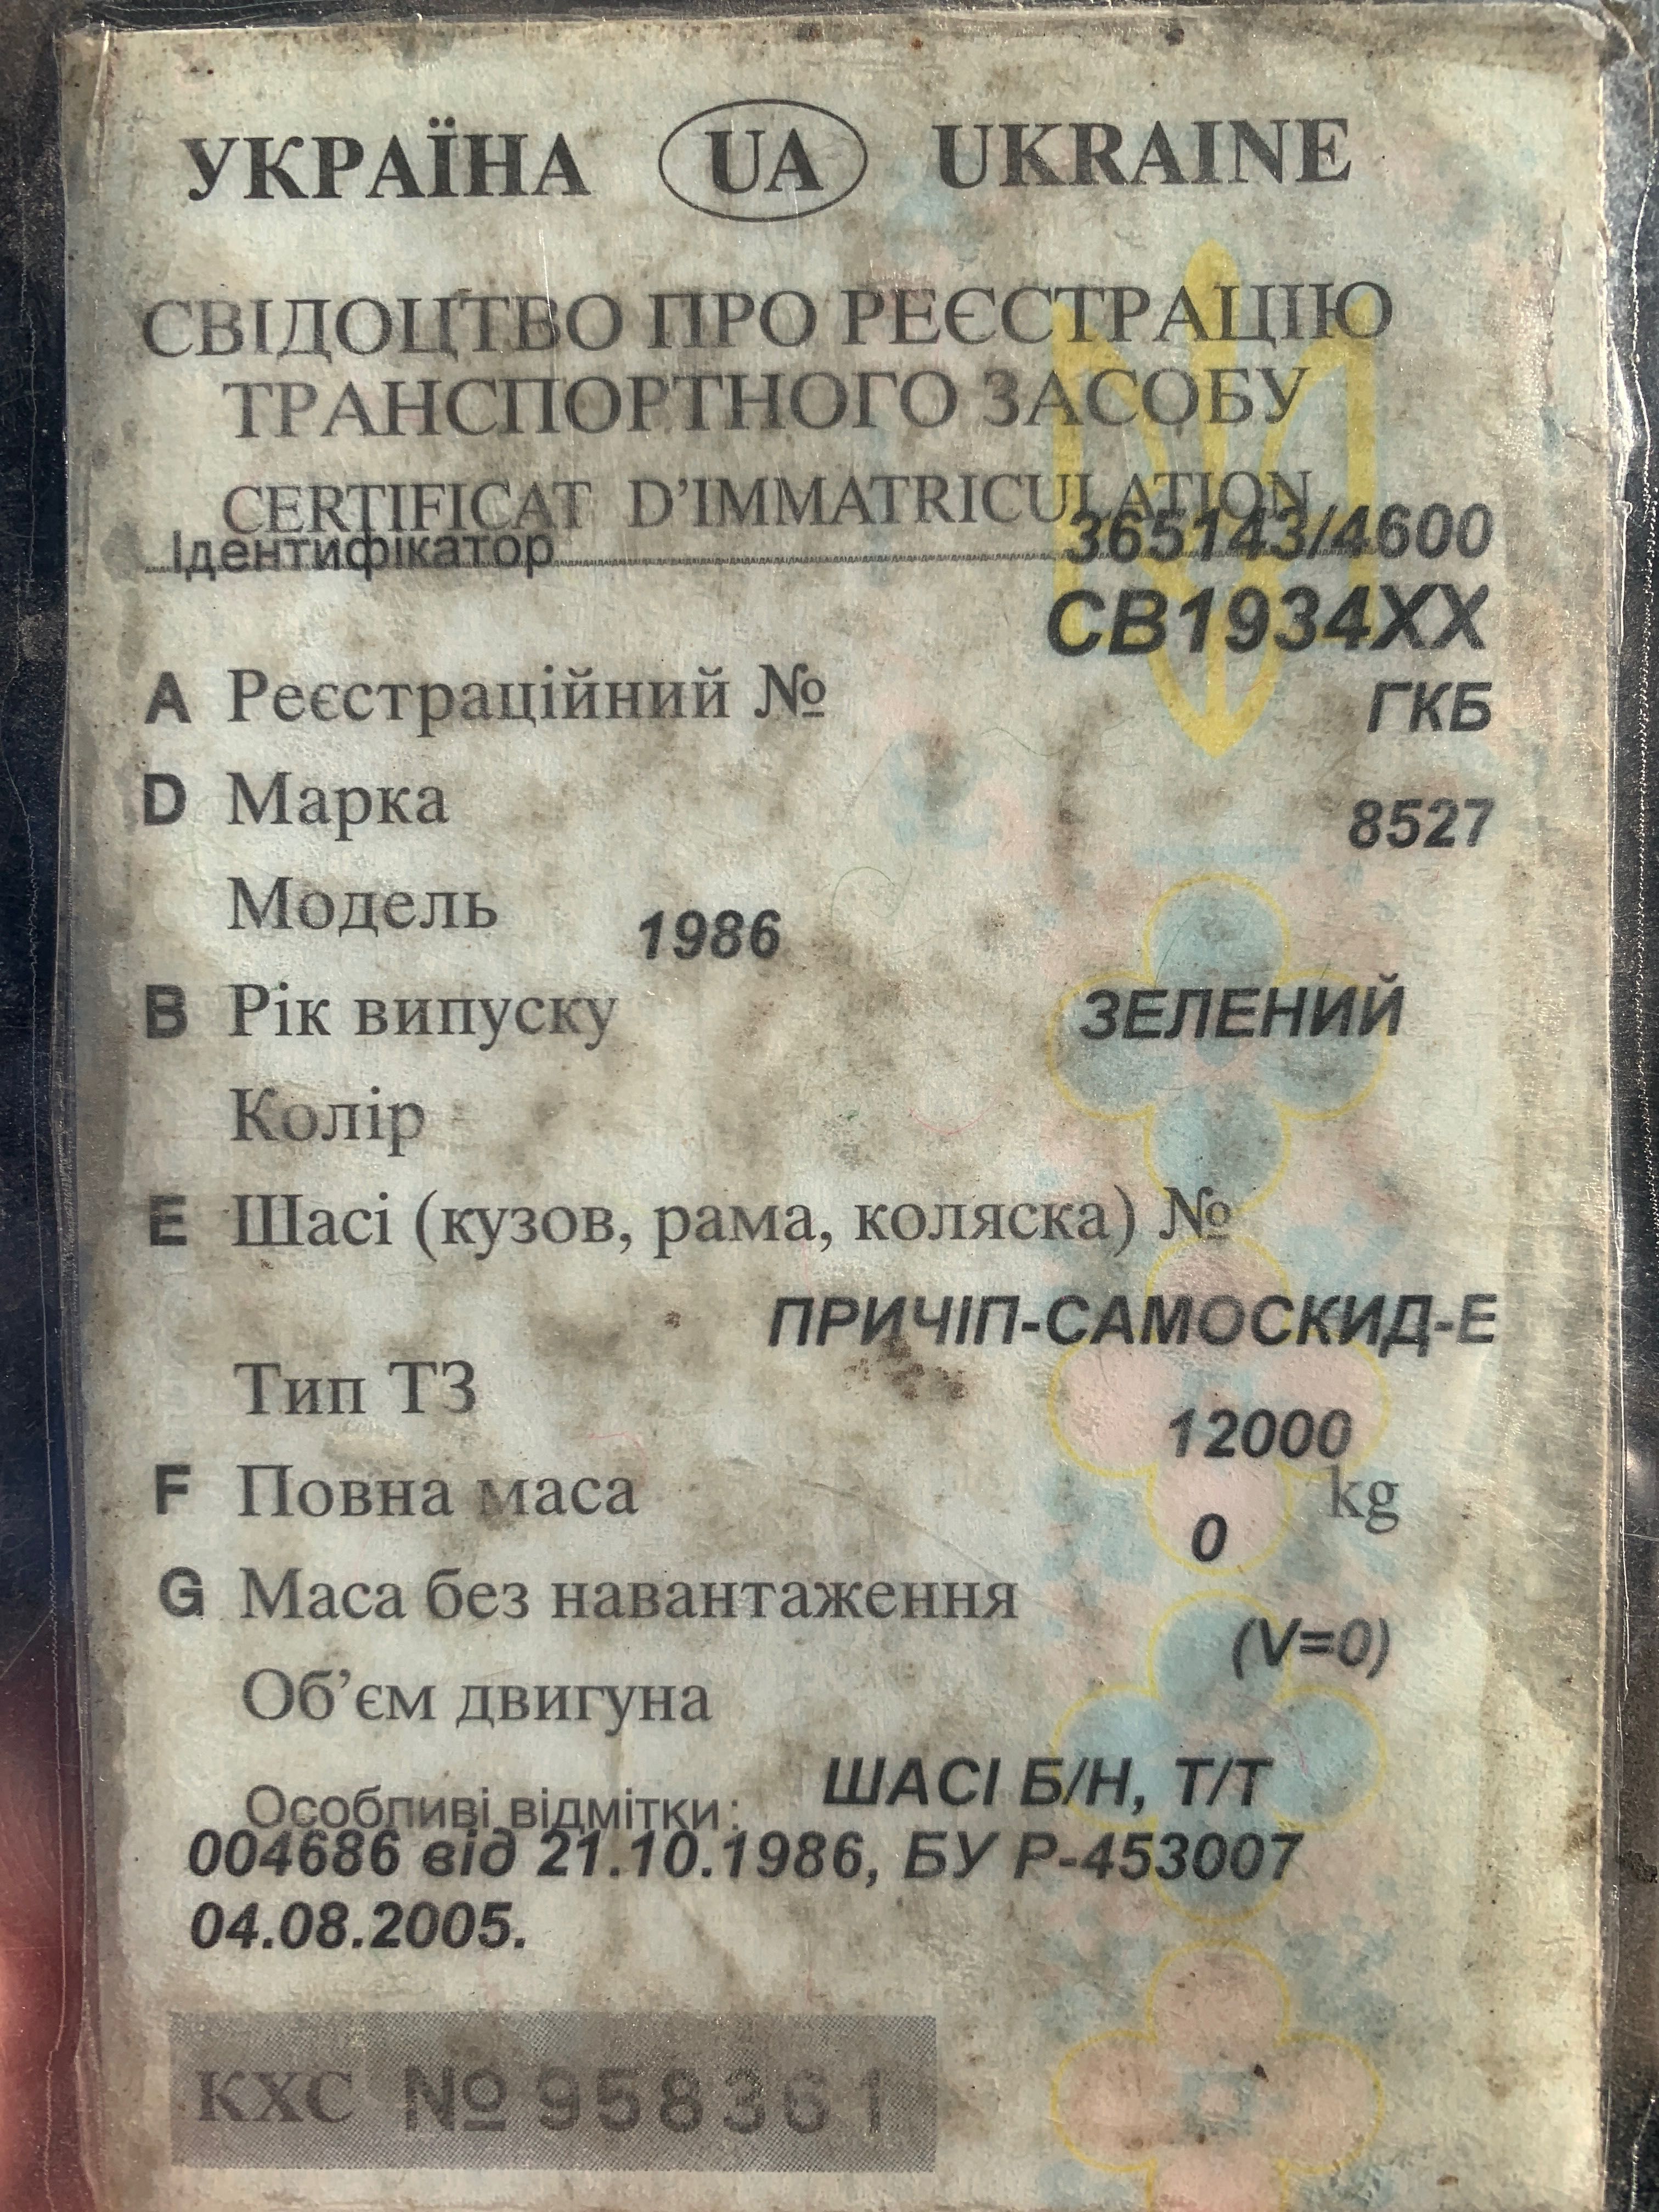 УКРАЇНА UA UKRAINE
СВІДОЦТВО ПРО РЕЄСТРАЦІЮ
ТРАНСПОРТНОГО ЗАСОБУ
CERTIFICAT D'IMMATRICULATION
Ідентифікатор 365143/4600
СВ1934ХХ
A Реєстраційний №
ГКБ
D Марка
8527
Модель
1986
B Рік випуску
ЗЕЛЕНИЙ
Колір
E Шасі (кузов, рама, коляска) №
ПРИЧІП-САМОСКИД-Е
Тип ТЗ
12000
F Повна маса kg
0
G Маса без навантаження
(V=0)
Об'єм двигуна
Особливі відмітки: ШАСІ Б/Н, Т/Т
004686 від 21.10.1986, БУ Р-453007
04.08.2005.
КХС № 958361